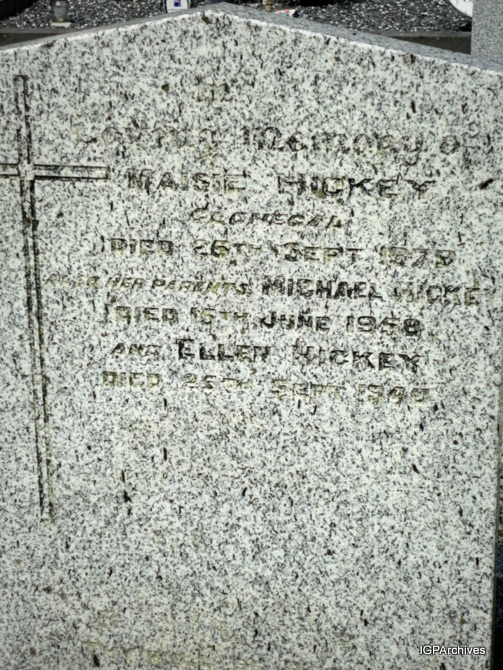 In
Loving Memory of
MAISIE HICKEY
CLONEGAL
DIED 26TH SEPT 1979
ALSO HER PARENTS MICHAEL HICKEY
DIED 15TH JUNE 1958
AND ELLEN HICKEY
DIED 25TH SEPT
IGPArchives